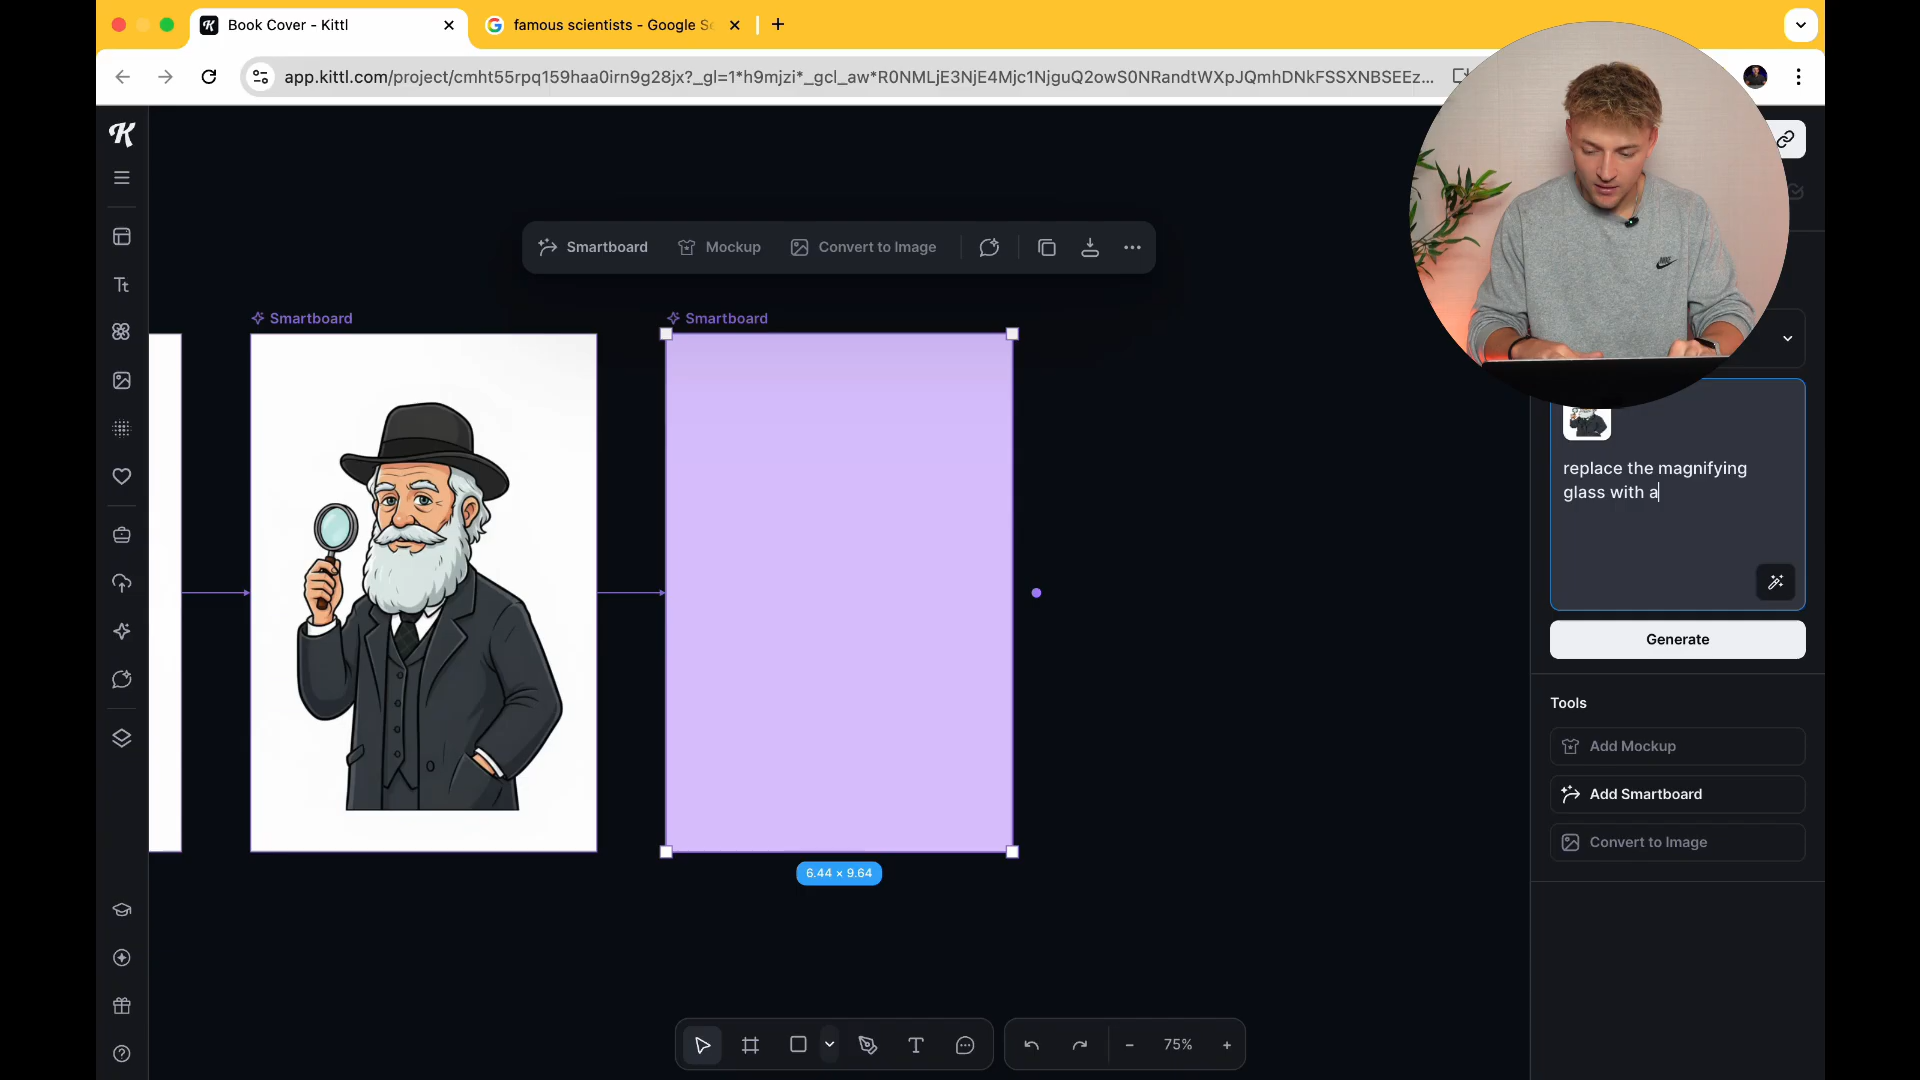 Book Cover - Kittl
famous scientists - Google S
app.kittl.com/project/cmht55rpq159haa0irn9g28jx?_gl=1*h9mjzi*_gcl_aw*R0NMLjE3NjE4Mjc1NjguQ2owS0NRandtWXpJQmhDNkFSSXNBSEEz...
Smartboard
Mockup
Convert to Image
Smartboard
Smartboard
replace the magnifying
glass with a
Generate
Tools
Add Mockup
Add Smartboard
Convert to Image
6.44 × 9.64
75%